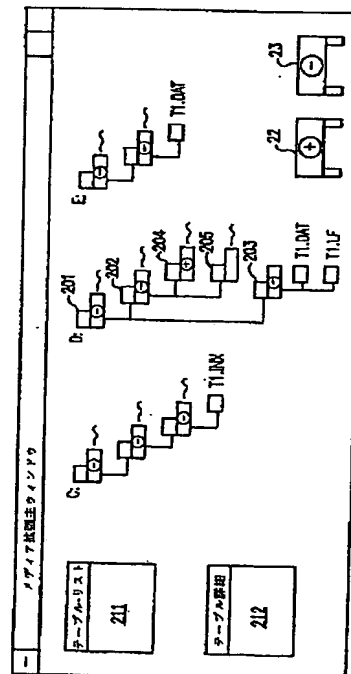 メディア拡張主ウィンドウ
テーブル・リスト
211
テーブル詳細
212
C:
T1.INX
D:
201
202
204
205
203
T1.DAT
T1.LF
E:
T1.DAT
22
23